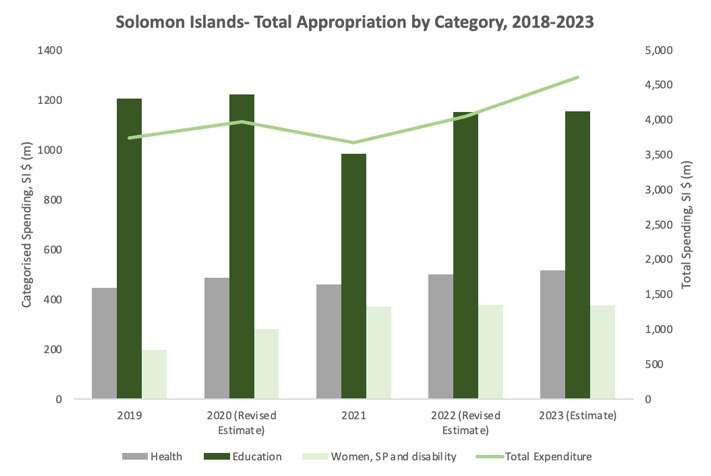 Solomon Islands- Total Appropriation by Category, 2018-2023
Categorised Spending, SI $ (m)
1400
1200
1000
800
600
400
200
0
5,000
4,500
4,000
3,500
3,000
2,500
2,000
1,500
1,000
500
0
Total Spending, SI $ (m)
2019
2020 (Revised
Estimate)
2021
2022 (Revised
Estimate)
2023 (Estimate)
Health
Education
Women, SP and disability
Total Expenditure